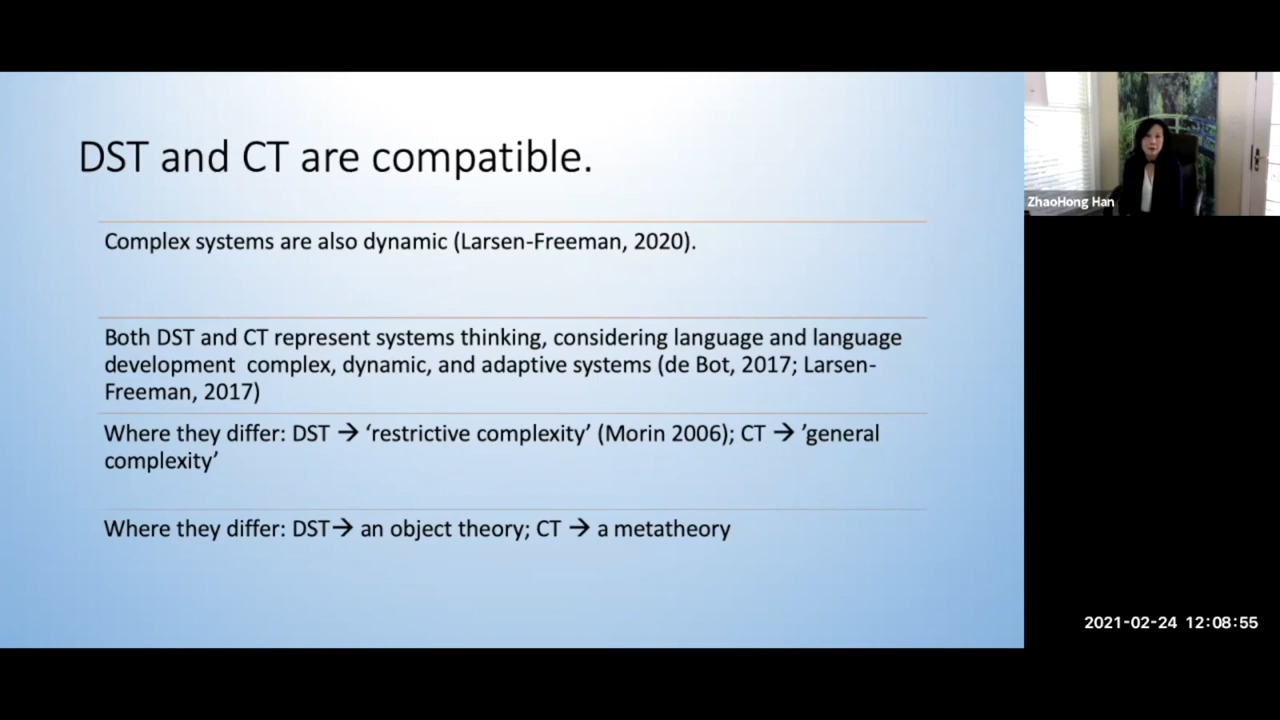 DST and CT are compatible.
ZhaoHong Han
Complex systems are also dynamic (Larsen-Freeman, 2020).
Both DST and CT represent systems thinking, considering language and language
development  complex, dynamic, and adaptive systems (de Bot, 2017; Larsen-
Freeman, 2017)
Where they differ: DST → ‘restrictive complexity’ (Morin 2006); CT → ’general
complexity’
Where they differ: DST→ an object theory; CT → a metatheory
2021-02-24 12:08:55